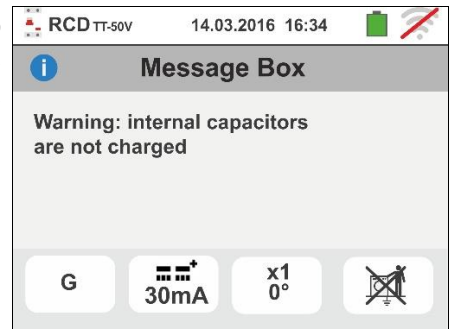 RCD TT-50V 14.03.2016 16:34
Message Box
Warning: internal capacitors
are not charged
G
30mA
x1
0°